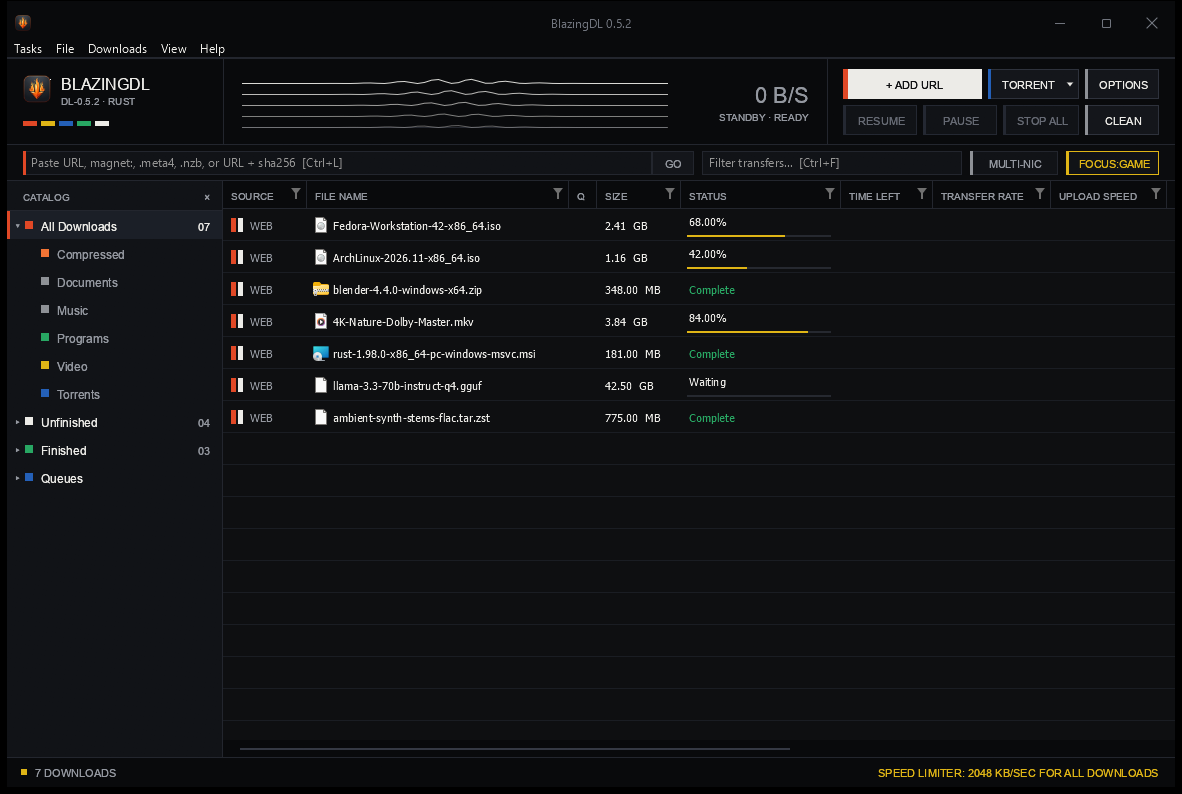 BlazingDL 0.5.2
Tasks File Downloads View Help
BLAZINGDL
DL-0.5.2 · RUST
0 B/S
STANDBY · READY
+ ADD URL TORRENT OPTIONS
RESUME PAUSE STOP ALL CLEAN
Paste URL, magnet:, .meta4, .nzb, or URL + sha256 [Ctrl+L] GO Filter transfers... [Ctrl+F] MULTI-NIC FOCUS:GAME
CATALOG ×
All Downloads 07
Compressed
Documents
Music
Programs
Video
Torrents
Unfinished 04
Finished 03
Queues
SOURCE FILE NAME Q SIZE STATUS TIME LEFT TRANSFER RATE UPLOAD SPEED
WEB Fedora-Workstation-42-x86_64.iso 2.41 GB 68.00%
WEB ArchLinux-2026.11-x86_64.iso 1.16 GB 42.00%
WEB blender-4.4.0-windows-x64.zip 348.00 MB Complete
WEB 4K-Nature-Dolby-Master.mkv 3.84 GB 84.00%
WEB rust-1.98.0-x86_64-pc-windows-msvc.msi 181.00 MB Complete
WEB llama-3.3-70b-instruct-q4.gguf 42.50 GB Waiting
WEB ambient-synth-stems-flac.tar.zst 775.00 MB Complete
7 DOWNLOADS
SPEED LIMITER: 2048 KB/SEC FOR ALL DOWNLOADS